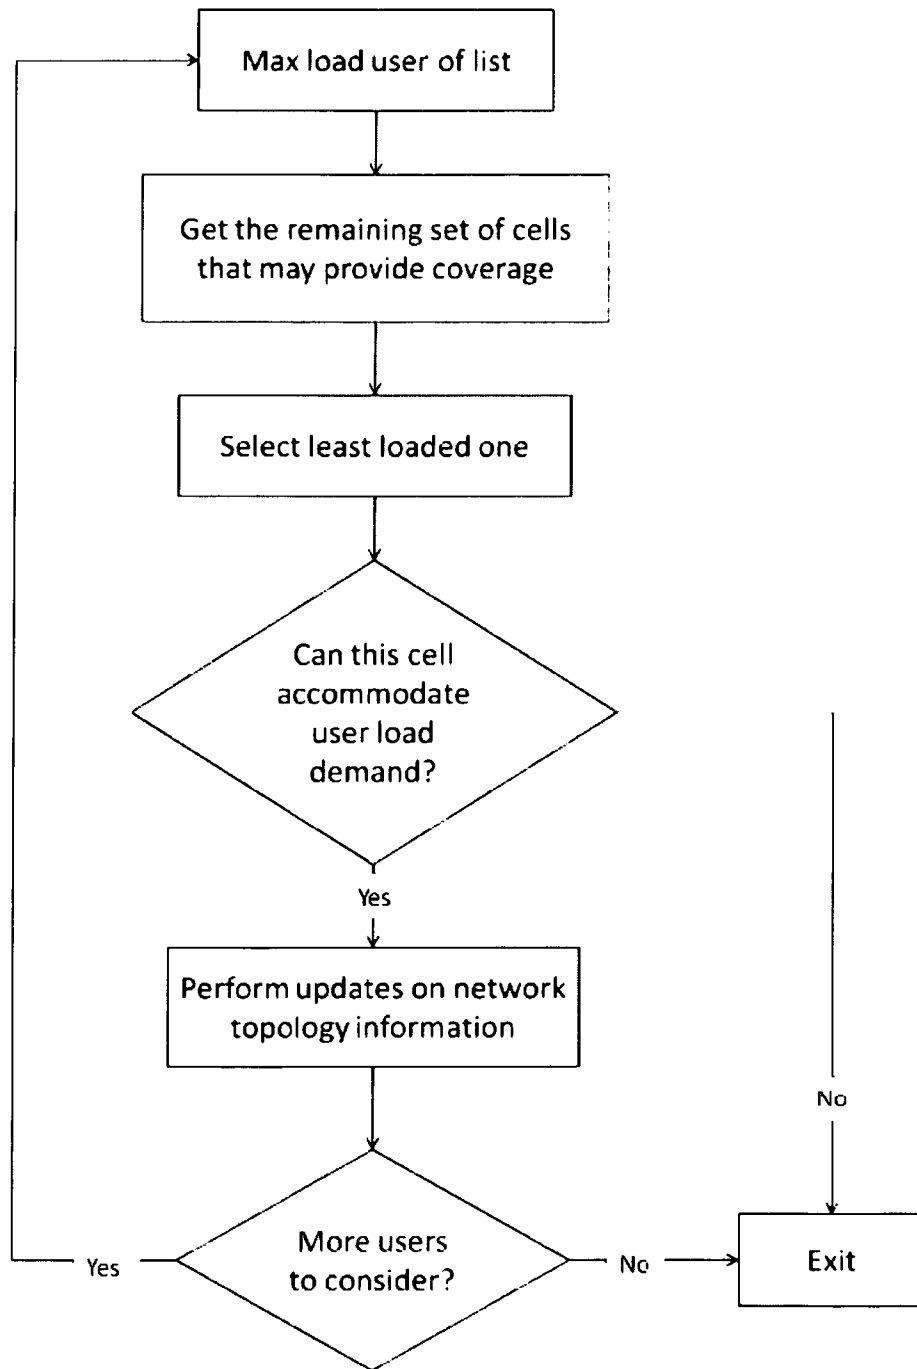 Max load user of list
Get the remaining set of cells
that may provide coverage
Select least loaded one
Can this cell
accommodate
user load
demand?
Yes
Perform updates on network
topology information
No
More users
to consider?
Yes
No
Exit